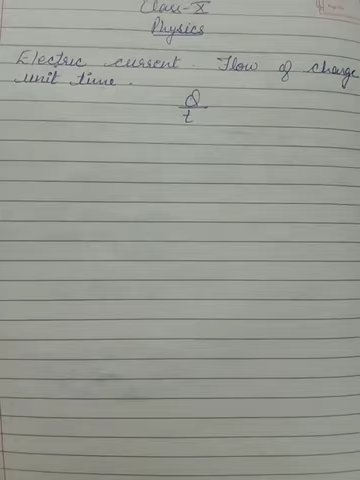 Class-X
Physics
Electric current. Flow of charge
unit time.
Q
t